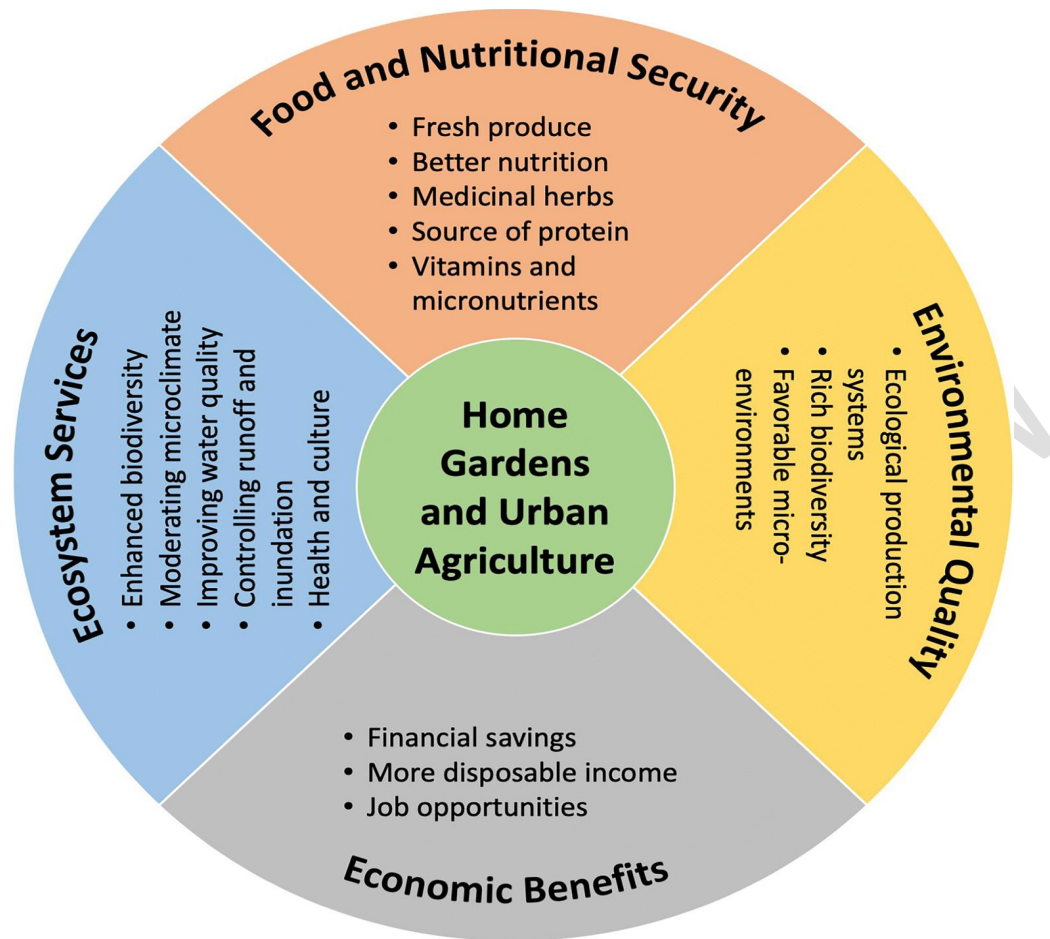 Food and Nutritional Security
• Fresh produce
• Better nutrition
• Medicinal herbs
• Source of protein
• Vitamins and
micronutrients
Environmental Quality
• Ecological production
systems
• Rich biodiversity
• Favorable micro-
environments
Home
Gardens
and Urban
Agriculture
Ecosystem Services
• Enhanced biodiversity
• Moderating microclimate
• Improving water quality
• Controlling runoff and
inundation
• Health and culture
• Financial savings
• More disposable income
• Job opportunities
Economic Benefits